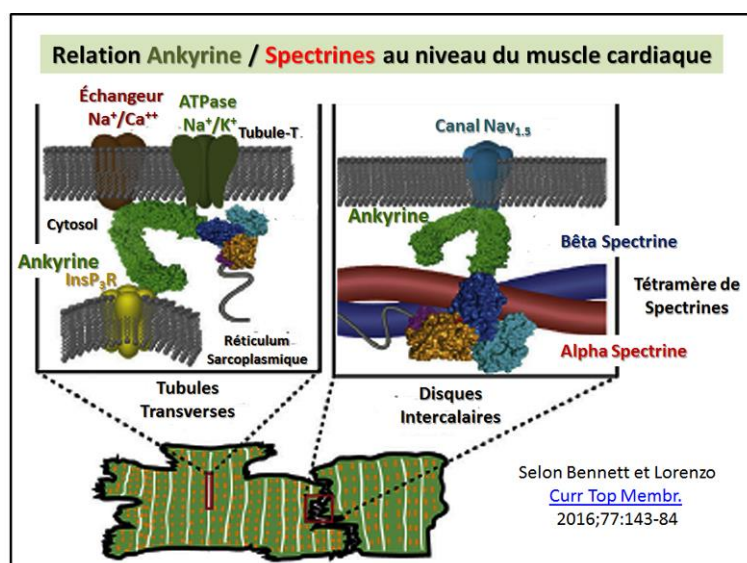 Relation Ankyrine / Spectrines au niveau du muscle cardiaque
Échangeur
Na⁺/Ca⁺⁺
ATPase
Na⁺/K⁺
Tubule-T
Cytosol
Ankyrine
InsP₃R
Réticulum
Sarcoplasmique
Canal Nav₁.₅
Ankyrine
Bêta Spectrine
Tétramère de
Spectrines
Alpha Spectrine
Tubules
Transverses
Disques
Intercalaires
Selon Bennett et Lorenzo
Curr Top Membr.
2016;77:143-84